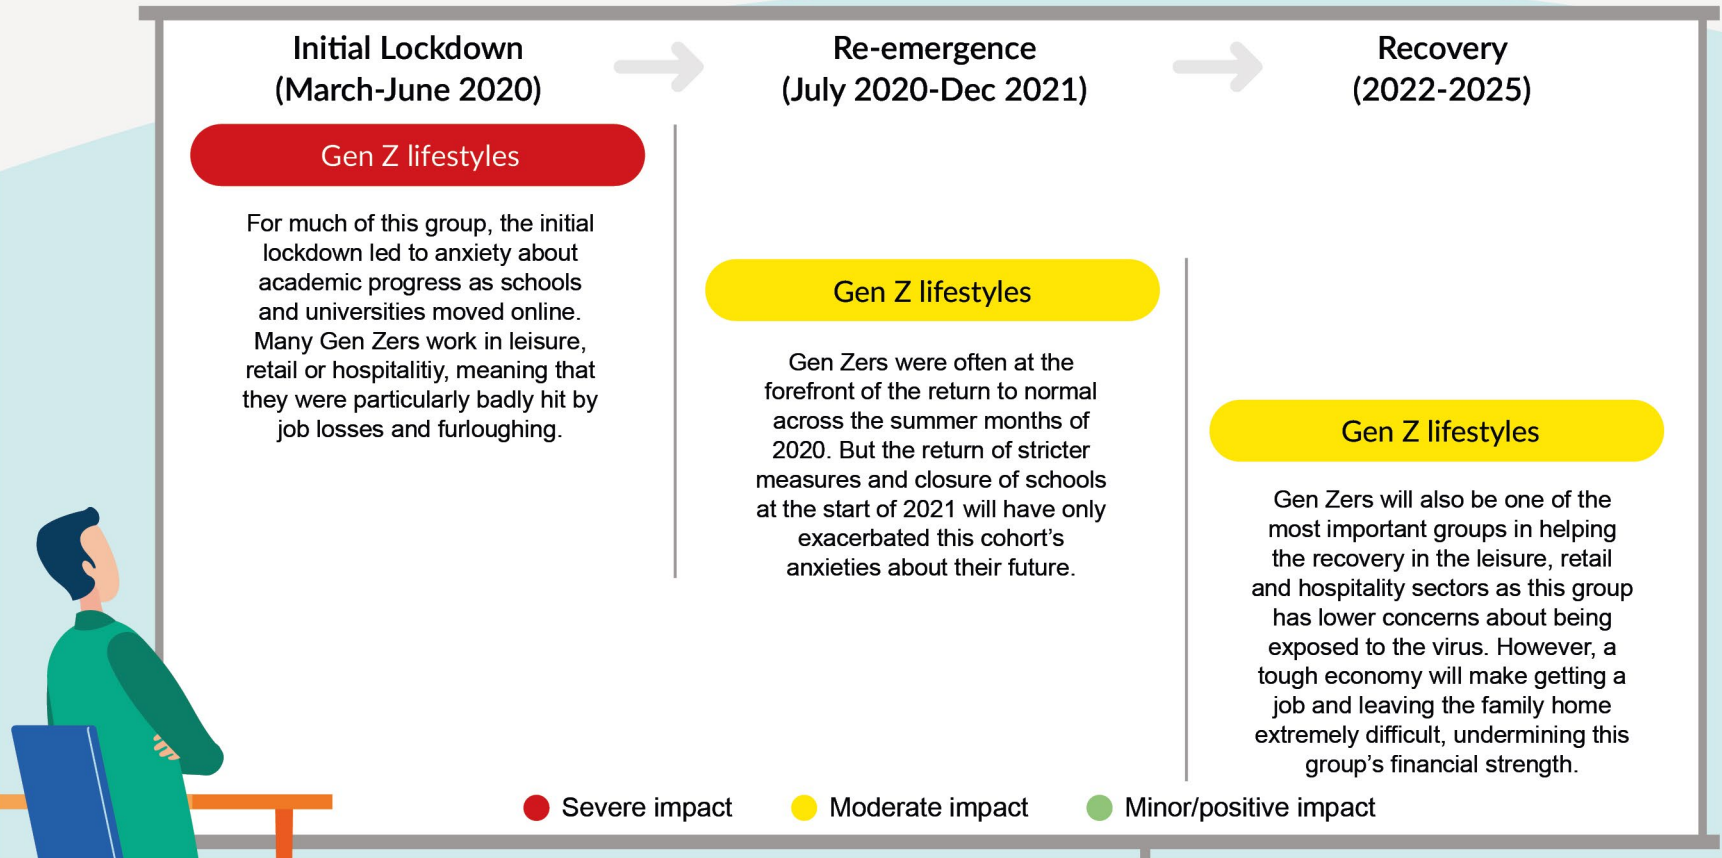 Initial Lockdown
(March-June 2020)
Gen Z lifestyles
For much of this group, the initial
lockdown led to anxiety about
academic progress as schools
and universities moved online.
Many Gen Zers work in leisure,
retail or hospitalitiy, meaning that
they were particularly badly hit by
job losses and furloughing.
Re-emergence
(July 2020-Dec 2021)
Gen Z lifestyles
Gen Zers were often at the
forefront of the return to normal
across the summer months of
2020. But the return of stricter
measures and closure of schools
at the start of 2021 will have only
exacerbated this cohort’s
anxieties about their future.
Recovery
(2022-2025)
Gen Z lifestyles
Gen Zers will also be one of the
most important groups in helping
the recovery in the leisure, retail
and hospitality sectors as this group
has lower concerns about being
exposed to the virus. However, a
tough economy will make getting a
job and leaving the family home
extremely difficult, undermining this
group’s financial strength.
Severe impact
Moderate impact
Minor/positive impact